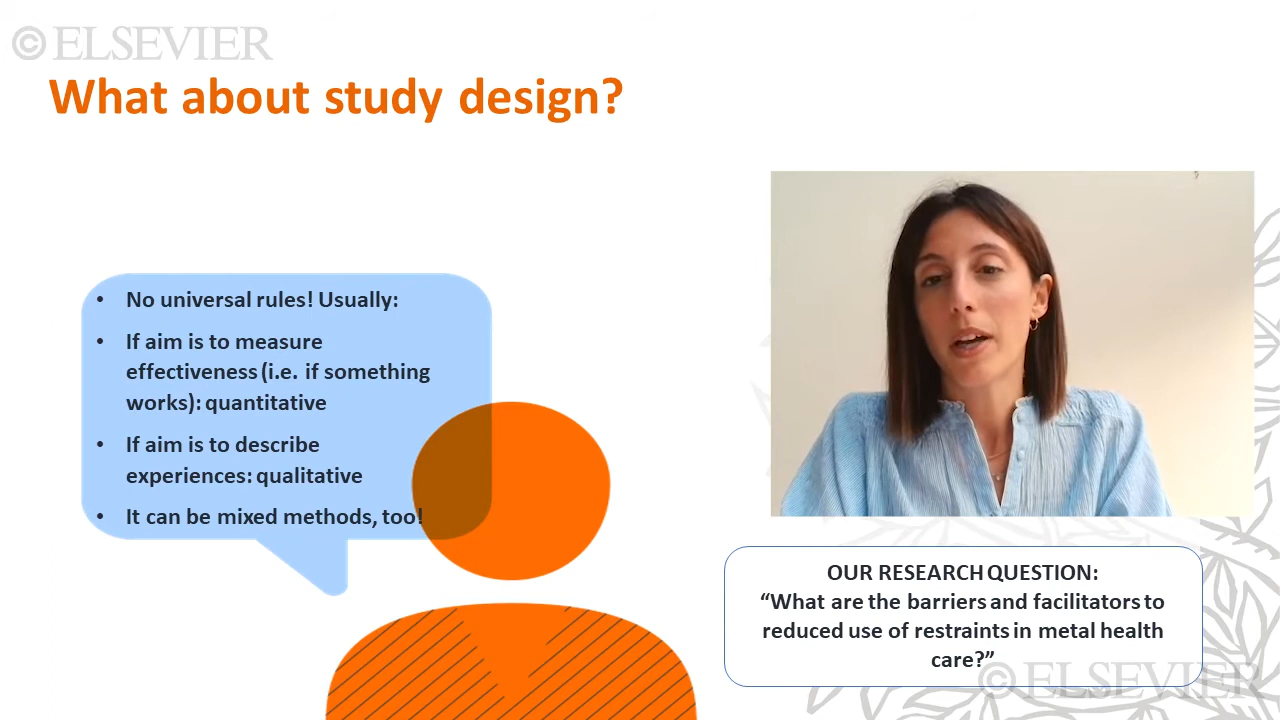 © ELSEVIER
What about study design?
• No universal rules! Usually:
• If aim is to measure
effectiveness (i.e. if something
works): quantitative
• If aim is to describe
experiences: qualitative
• It can be mixed methods, too!
OUR RESEARCH QUESTION:
“What are the barriers and facilitators to
reduced use of restraints in metal health
care?”
© ELSEVIER